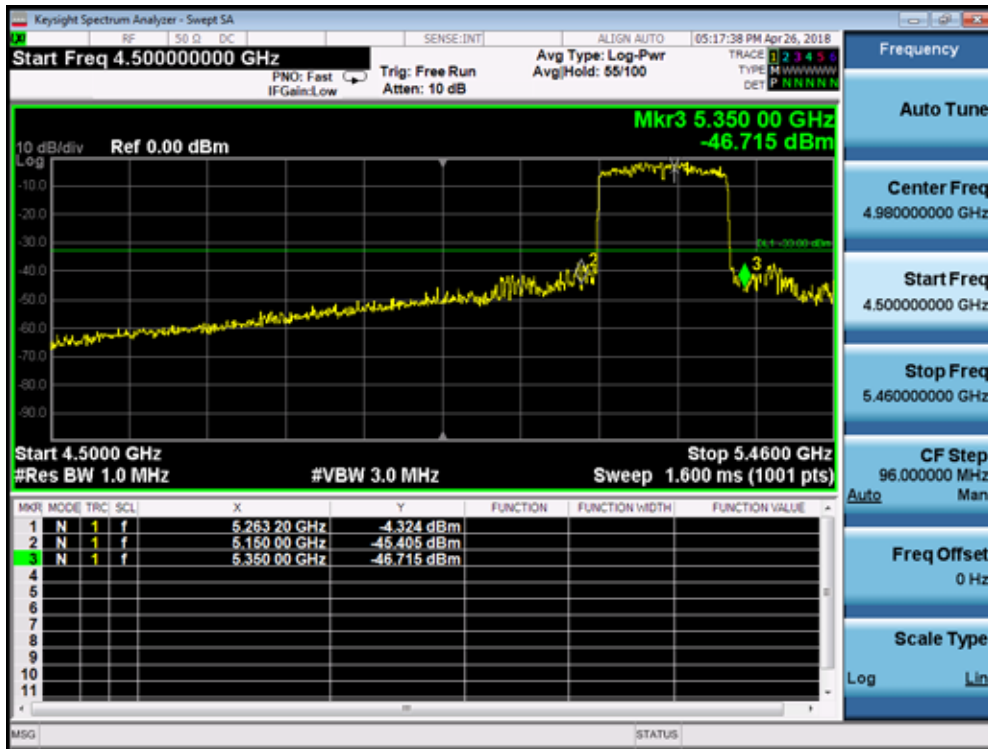 Keysight Spectrum Analyzer - Swept SA
RF 50 Ω DC SENSE:INT ALIGN AUTO 05:17:38 PM Apr 26, 2018
Start Freq 4.500000000 GHz
PNO: Fast
IFGain:Low
Trig: Free Run
Atten: 10 dB
Avg Type: Log-Pwr
Avg|Hold: 55/100
TRACE 1 2 3 4 5 6
TYPE M WWWWW
DET P N N N N N
Mkr3 5.350 00 GHz
-46.715 dBm
10 dB/div Ref 0.00 dBm
Log
-10.0
-20.0
-30.0
DL1 -33.00 dBm
-40.0
2
3
-50.0
-60.0
-70.0
-80.0
-90.0
Start 4.5000 GHz Stop 5.4600 GHz
#Res BW 1.0 MHz #VBW 3.0 MHz Sweep 1.600 ms (1001 pts)
MKR MODE TRC SCL X Y FUNCTION FUNCTION WIDTH FUNCTION VALUE
1 N 1 f 5.263 20 GHz -4.324 dBm
2 N 1 f 5.150 00 GHz -45.405 dBm
3 N 1 f 5.350 00 GHz -46.715 dBm
4
5
6
7
8
9
10
11
MSG STATUS
Frequency
Auto Tune
Center Freq
4.980000000 GHz
Start Freq
4.500000000 GHz
Stop Freq
5.460000000 GHz
CF Step
96.000000 MHz
Auto Man
Freq Offset
0 Hz
Scale Type
Log Lin